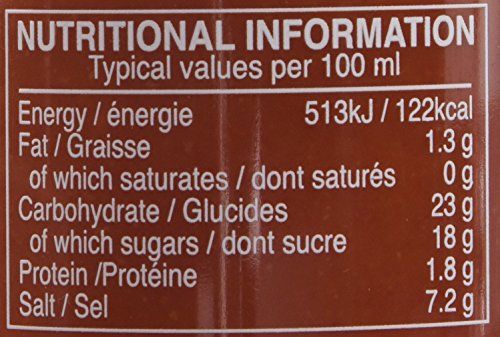 NUTRITIONAL INFORMATION
Typical values per 100 ml
Energy / énergie 513kJ / 122kcal
Fat / Graisse 1.3 g
of which saturates / dont saturés 0 g
Carbohydrate / Glucides 23 g
of which sugars / dont sucre 18 g
Protein /Protéine 1.8 g
Salt / Sel 7.2 g